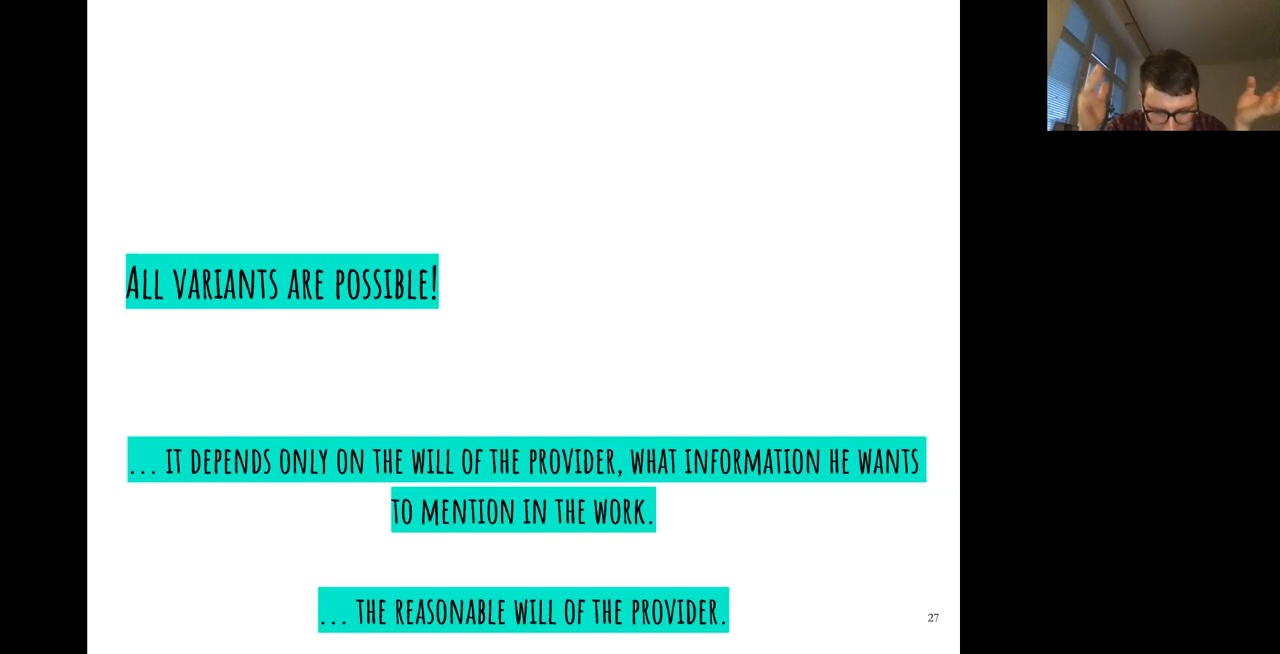 All variants are possible!
... it depends only on the will of the provider, what information he wants
to mention in the work.
... the reasonable will of the provider.
27